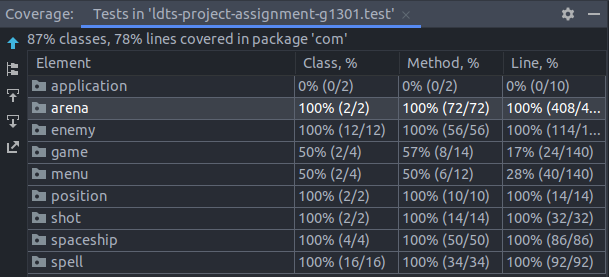 Coverage: Tests in 'ldts-project-assignment-g1301.test' ×
87% classes, 78% lines covered in package 'com'
Element Class, % Method, % Line, %
application 0% (0/2) 0% (0/2) 0% (0/10)
arena 100% (2/2) 100% (72/72) 100% (408/4...
enemy 100% (12/12) 100% (56/56) 100% (114/1...
game 50% (2/4) 57% (8/14) 17% (24/140)
menu 50% (2/4) 50% (6/12) 28% (40/140)
position 100% (2/2) 100% (10/10) 100% (14/14)
shot 100% (2/2) 100% (14/14) 100% (32/32)
spaceship 100% (4/4) 100% (50/50) 100% (86/86)
spell 100% (16/16) 100% (34/34) 100% (92/92)